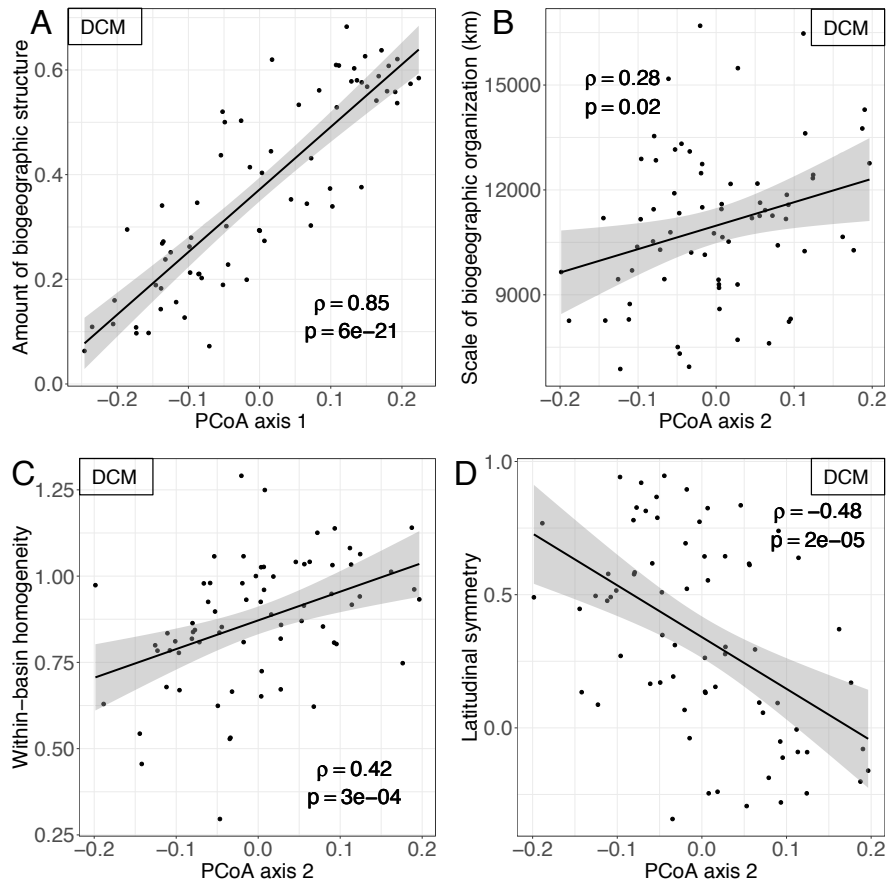 A
DCM
Amount of biogeographic structure
0.6
0.4
0.2
0.0
ρ = 0.85
p = 6e−21
−0.2 −0.1 0.0 0.1 0.2
PCoA axis 1
B
DCM
Scale of biogeographic organization (km)
15000
12000
9000
ρ = 0.28
p = 0.02
−0.2 −0.1 0.0 0.1 0.2
PCoA axis 2
C
DCM
Within−basin homogeneity
1.25
1.00
0.75
0.50
0.25
ρ = 0.42
p = 3e−04
−0.2 −0.1 0.0 0.1 0.2
PCoA axis 2
D
DCM
Latitudinal symmetry
1.0
0.5
0.0
ρ = −0.48
p = 2e−05
−0.2 −0.1 0.0 0.1 0.2
PCoA axis 2